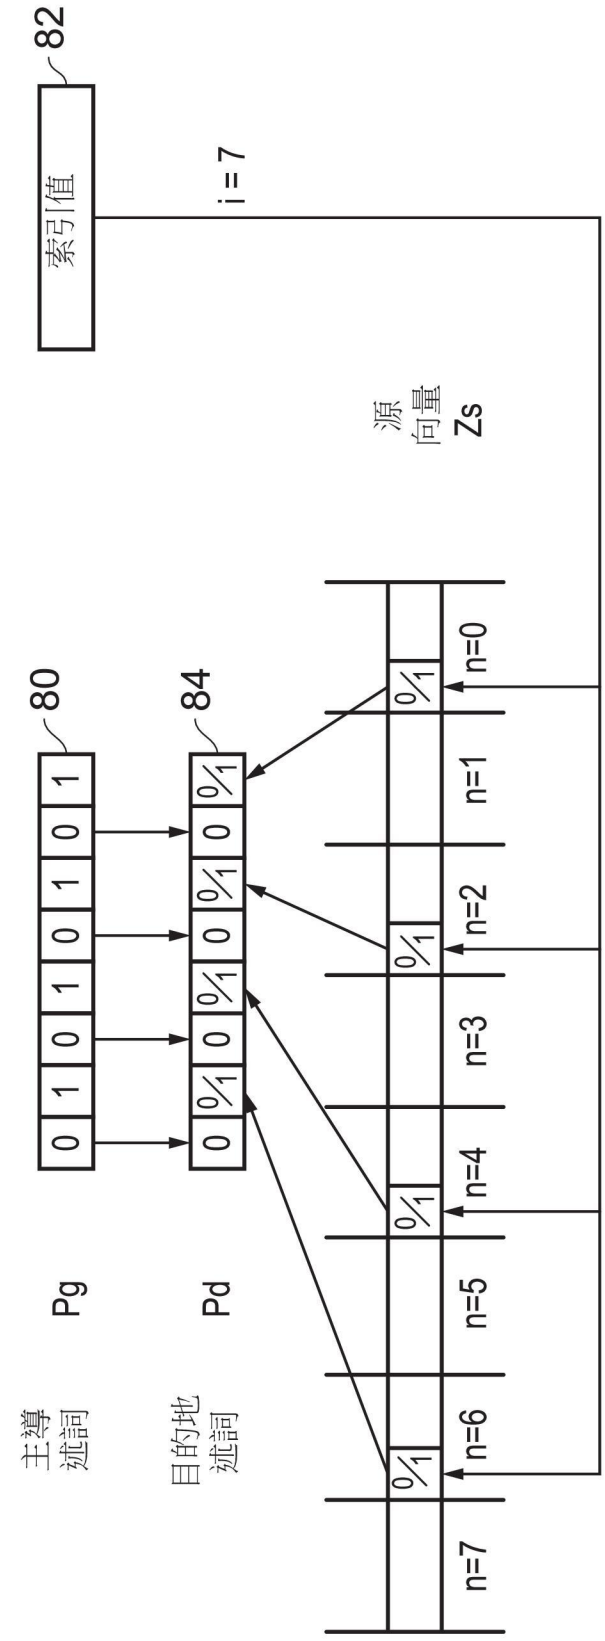 主導
述詞
Pg
0 1 0 1 0 1 0 1
80
索引值
82
目的地
述詞
Pd
0 0/1 0 0/1 0 0/1 0 0/1
84
i = 7
源
向量
Zs
0/1 0/1 0/1 0/1
n=7 n=6 n=5 n=4 n=3 n=2 n=1 n=0